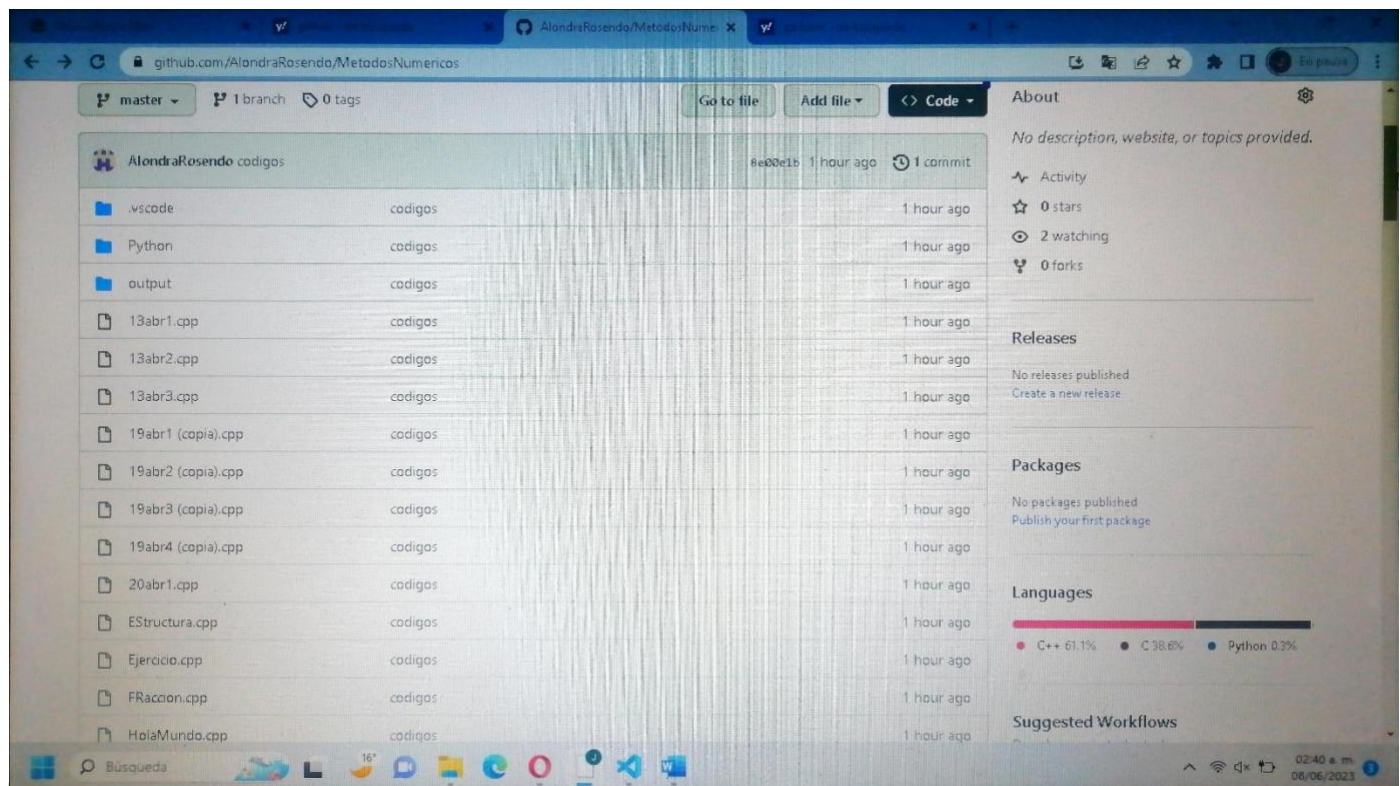 AlondraRosendo/MetodosNume
github.com/AlondraRosendo/MetodosNumericos
En pausa
master
1 branch
0 tags
Go to file
Add file
<> Code
AlondraRosendo codigos
8e00e1b 1 hour ago
1 commit
.vscode codigos 1 hour ago
Python codigos 1 hour ago
output codigos 1 hour ago
13abr1.cpp codigos 1 hour ago
13abr2.cpp codigos 1 hour ago
13abr3.cpp codigos 1 hour ago
19abr1 (copia).cpp codigos 1 hour ago
19abr2 (copia).cpp codigos 1 hour ago
19abr3 (copia).cpp codigos 1 hour ago
19abr4 (copia).cpp codigos 1 hour ago
20abr1.cpp codigos 1 hour ago
EStructura.cpp codigos 1 hour ago
Ejercicio.cpp codigos 1 hour ago
FRaccion.cpp codigos 1 hour ago
HolaMundo.cpp codigos 1 hour ago
About
No description, website, or topics provided.
Activity
0 stars
2 watching
0 forks
Releases
No releases published
Create a new release
Packages
No packages published
Publish your first package
Languages
C++ 61.1% C 38.6% Python 0.3%
Suggested Workflows
Búsqueda
16°
02:40 a. m.
08/06/2023
3